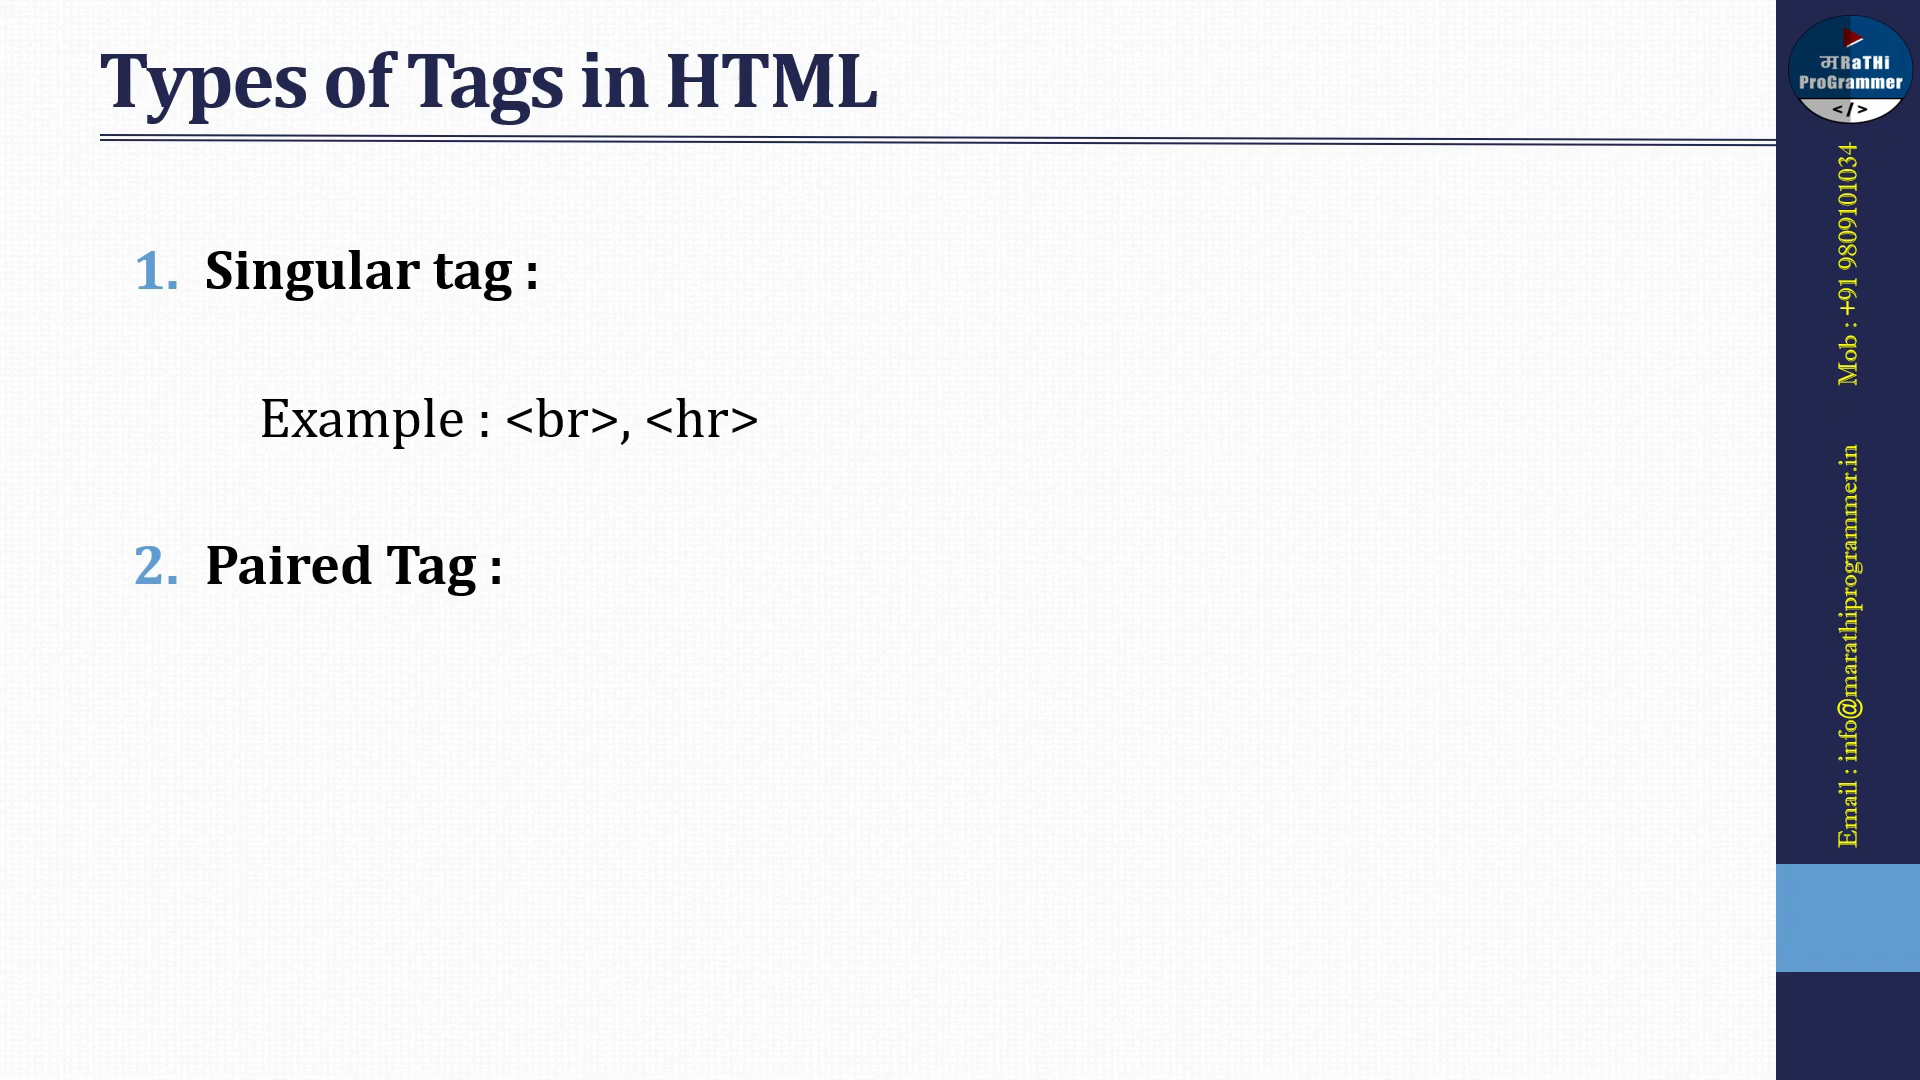 Types of Tags in HTML
1. Singular tag :
Example : <br>, <hr>
2. Paired Tag :
मRaTHi
ProGrammer
</>
Mob : +91 9809101034
Email : info@marathiprogrammer.in